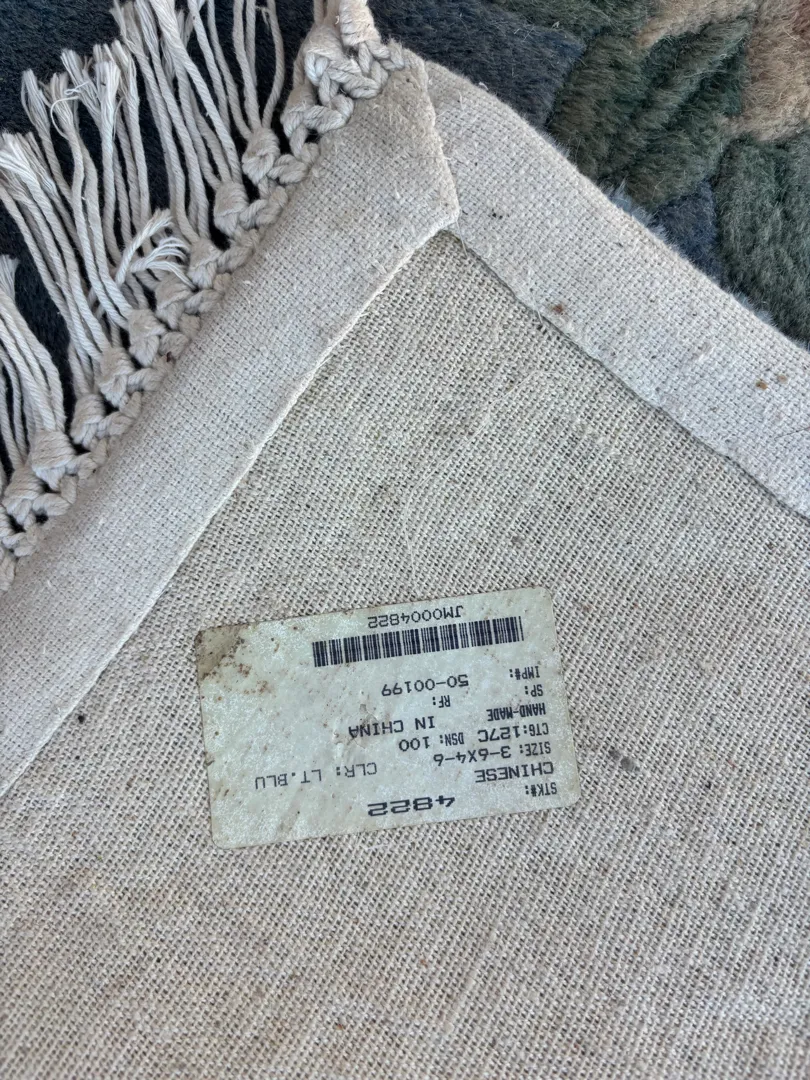 STK#: 4822
CHINESE
SIZE: 3-6X4-6 CLR: LT.BLU
CTG:127C DSN: 100
HAND-MADE IN CHINA
SP: RF:
IMP#: 50-00199
JM0004822